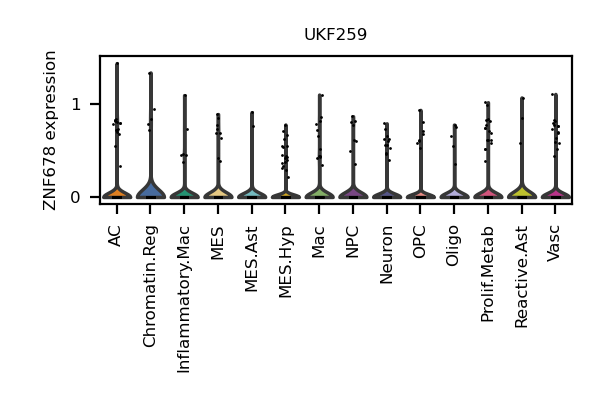 UKF259
ZNF678 expression
1
0
AC
Chromatin.Reg
Inflammatory.Mac
MES
MES.Ast
MES.Hyp
Mac
NPC
Neuron
OPC
Oligo
Prolif.Metab
Reactive.Ast
Vasc